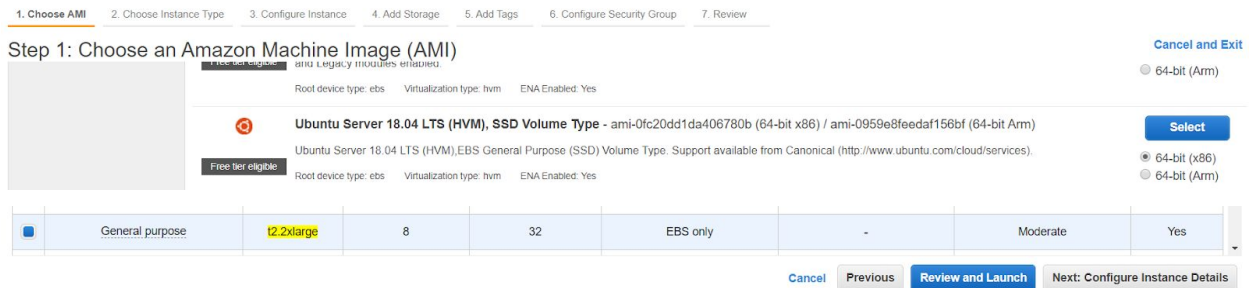 1. Choose AMI 2. Choose Instance Type 3. Configure Instance 4. Add Storage 5. Add Tags 6. Configure Security Group 7. Review
Step 1: Choose an Amazon Machine Image (AMI)
Cancel and Exit
Free tier eligible
and Legacy modules enabled.
64-bit (Arm)
Root device type: ebs Virtualization type: hvm ENA Enabled: Yes
Ubuntu Server 18.04 LTS (HVM), SSD Volume Type - ami-0fc20dd1da406780b (64-bit x86) / ami-0959e8feedaf156bf (64-bit Arm)
Select
Ubuntu Server 18.04 LTS (HVM),EBS General Purpose (SSD) Volume Type. Support available from Canonical (http://www.ubuntu.com/cloud/services).
64-bit (x86)
Free tier eligible
Root device type: ebs Virtualization type: hvm ENA Enabled: Yes
64-bit (Arm)
General purpose t2.2xlarge 8 32 EBS only - Moderate Yes
Cancel Previous Review and Launch Next: Configure Instance Details